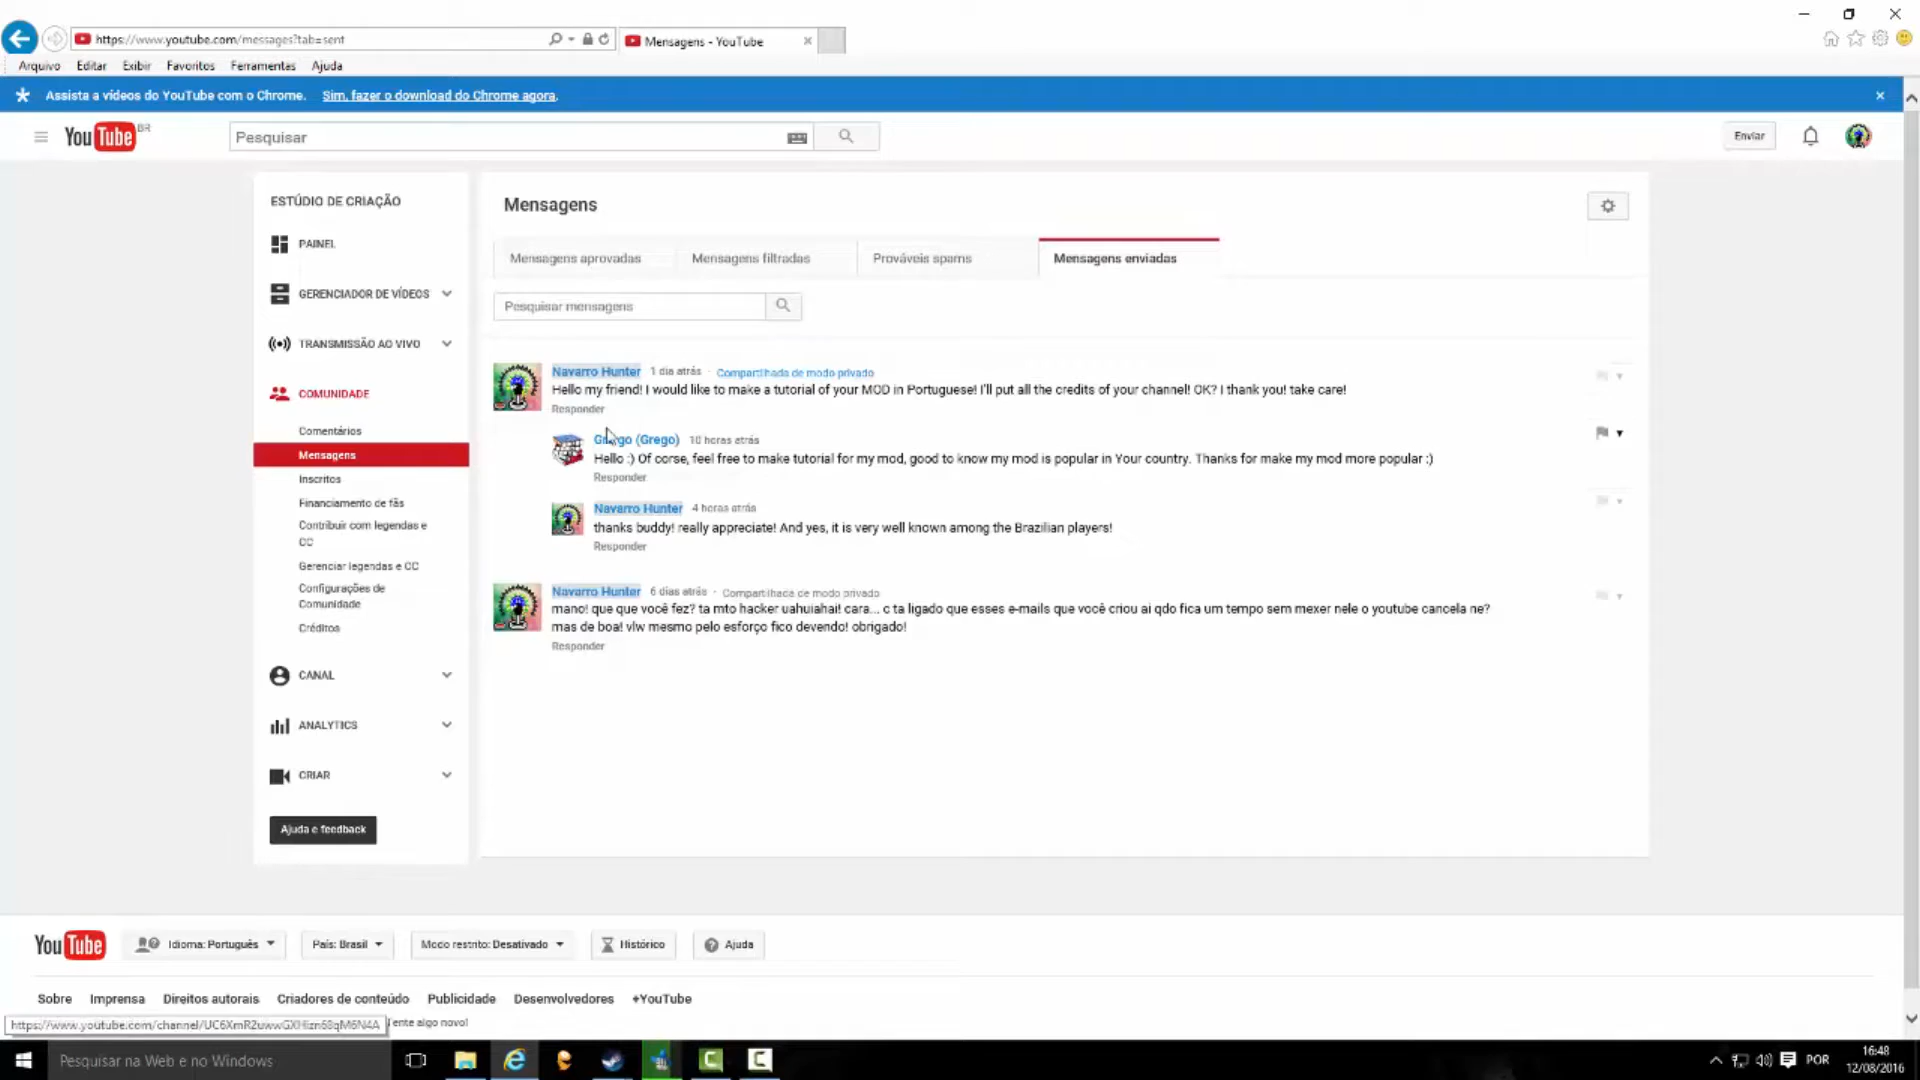 https://www.youtube.com/messages?tab=sent
Mensagens - YouTube
Arquivo Editar Exibir Favoritos Ferramentas Ajuda
Assista a vídeos do YouTube com o Chrome. Sim, fazer o download do Chrome agora.
YouTube BR
Pesquisar
Enviar
ESTÚDIO DE CRIAÇÃO
PAINEL
GERENCIADOR DE VÍDEOS
TRANSMISSÃO AO VIVO
COMUNIDADE
Comentários
Mensagens
Inscritos
Financiamento de fãs
Contribuir com legendas e
CC
Gerenciar legendas e CC
Configurações de
Comunidade
Créditos
CANAL
ANALYTICS
CRIAR
Ajuda e feedback
Mensagens
Mensagens aprovadas Mensagens filtradas Prováveis spams Mensagens enviadas
Pesquisar mensagens
Navarro Hunter 1 dia atrás · Compartilhada de modo privado
Hello my friend! I would like to make a tutorial of your MOD in Portuguese! I'll put all the credits of your channel! OK? I thank you! take care!
Responder
(Grego) 10 horas atrás
Hello :) Of corse, feel free to make tutorial for my mod, good to know my mod is popular in Your country. Thanks for make my mod more popular :)
Responder
Navarro Hunter 4 horas atrás
thanks buddy! really appreciate! And yes, it is very well known among the Brazilian players!
Responder
Navarro Hunter 6 dias atrás · Compartilhada de modo privado
mano! que que você fez? ta mto hacker uahuiahai! cara... c ta ligado que esses e-mails que você criou ai qdo fica um tempo sem mexer nele o youtube cancela ne?
mas de boa! vlw mesmo pelo esforço fico devendo! obrigado!
Responder
YouTube
Idioma: Português País: Brasil Modo restrito: Desativado Histórico Ajuda
Sobre Imprensa Direitos autorais Criadores de conteúdo Publicidade Desenvolvedores +YouTube
algo novo!
Pesquisar na Web e no Windows
POR
16:48
12/08/2016